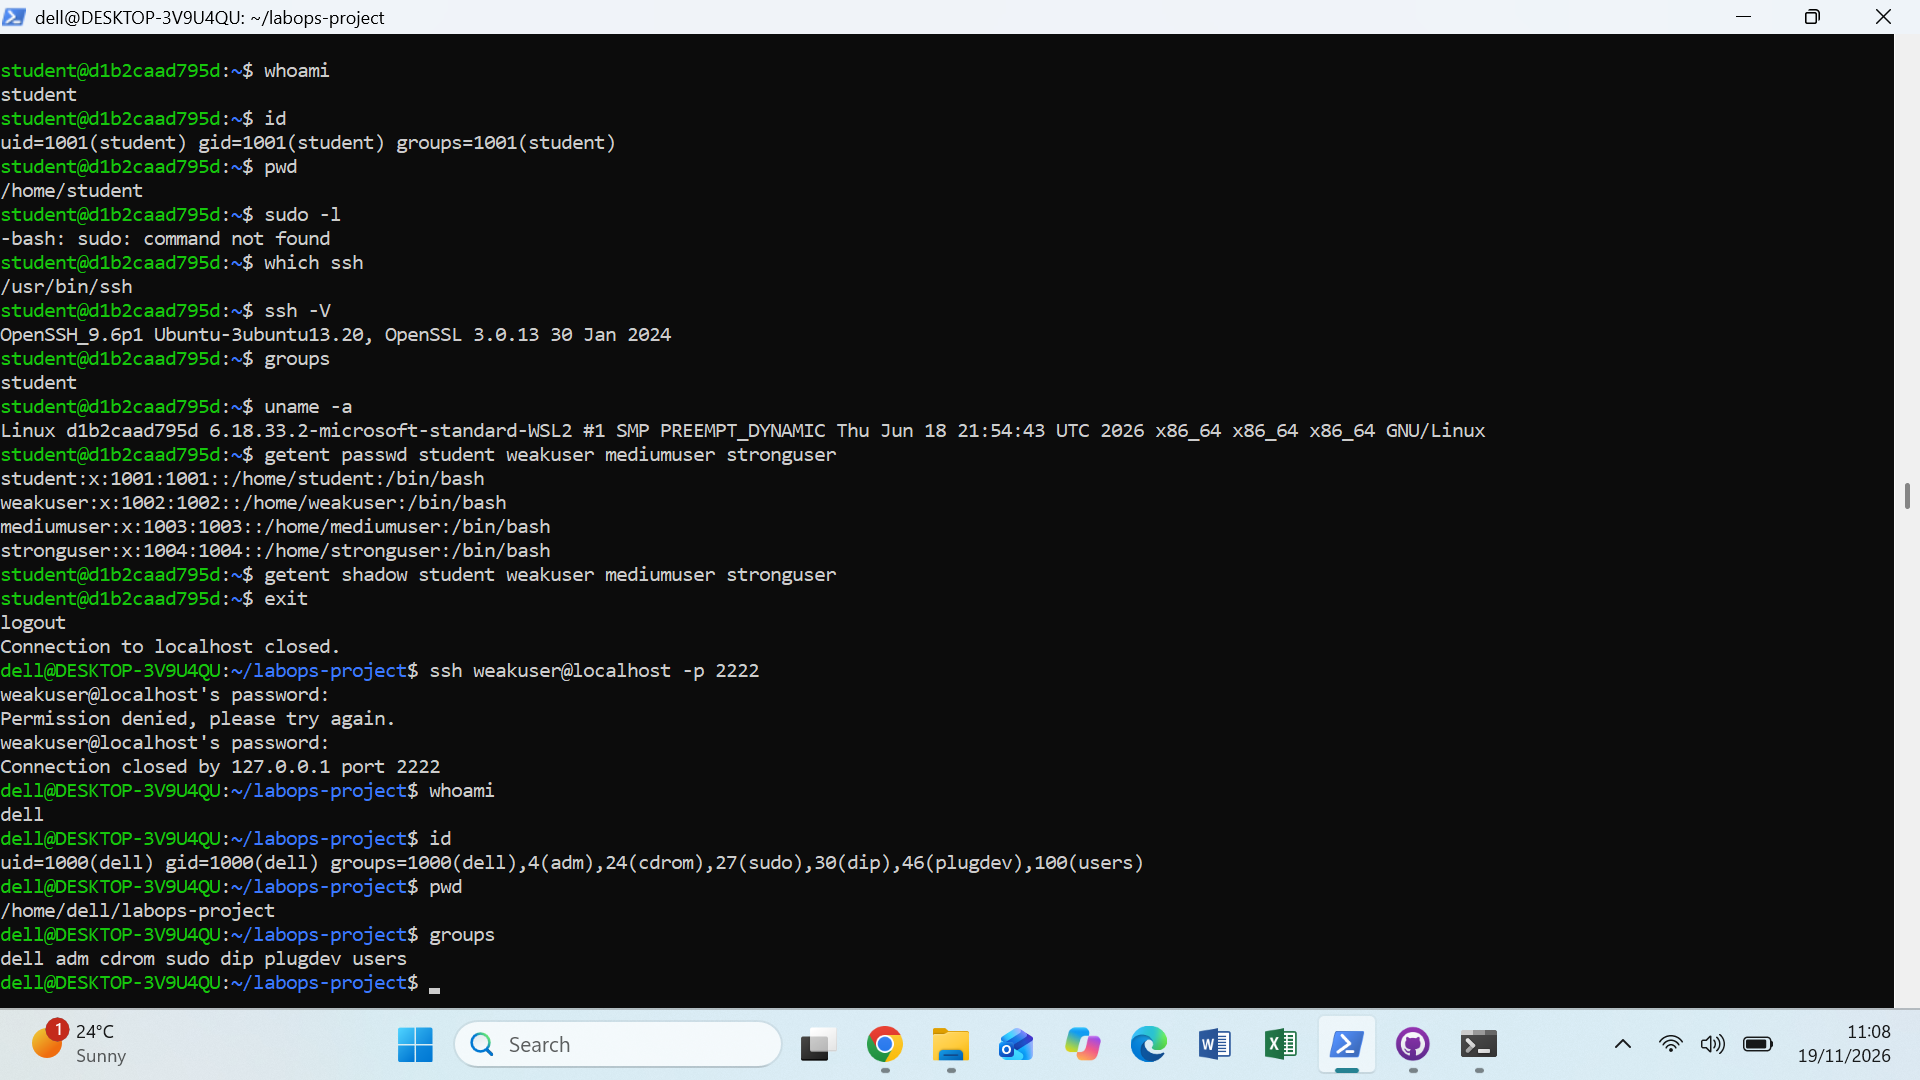 dell@DESKTOP-3V9U4QU: ~/labops-project
student@d1b2caad795d:~$ whoami
student
student@d1b2caad795d:~$ id
uid=1001(student) gid=1001(student) groups=1001(student)
student@d1b2caad795d:~$ pwd
/home/student
student@d1b2caad795d:~$ sudo -l
-bash: sudo: command not found
student@d1b2caad795d:~$ which ssh
/usr/bin/ssh
student@d1b2caad795d:~$ ssh -V
OpenSSH_9.6p1 Ubuntu-3ubuntu13.20, OpenSSL 3.0.13 30 Jan 2024
student@d1b2caad795d:~$ groups
student
student@d1b2caad795d:~$ uname -a
Linux d1b2caad795d 6.18.33.2-microsoft-standard-WSL2 #1 SMP PREEMPT_DYNAMIC Thu Jun 18 21:54:43 UTC 2026 x86_64 x86_64 x86_64 GNU/Linux
student@d1b2caad795d:~$ getent passwd student weakuser mediumuser stronguser
student:x:1001:1001::/home/student:/bin/bash
weakuser:x:1002:1002::/home/weakuser:/bin/bash
mediumuser:x:1003:1003::/home/mediumuser:/bin/bash
stronguser:x:1004:1004::/home/stronguser:/bin/bash
student@d1b2caad795d:~$ getent shadow student weakuser mediumuser stronguser
student@d1b2caad795d:~$ exit
logout
Connection to localhost closed.
dell@DESKTOP-3V9U4QU:~/labops-project$ ssh weakuser@localhost -p 2222
weakuser@localhost's password:
Permission denied, please try again.
weakuser@localhost's password:
Connection closed by 127.0.0.1 port 2222
dell@DESKTOP-3V9U4QU:~/labops-project$ whoami
dell
dell@DESKTOP-3V9U4QU:~/labops-project$ id
uid=1000(dell) gid=1000(dell) groups=1000(dell),4(adm),24(cdrom),27(sudo),30(dip),46(plugdev),100(users)
dell@DESKTOP-3V9U4QU:~/labops-project$ pwd
/home/dell/labops-project
dell@DESKTOP-3V9U4QU:~/labops-project$ groups
dell adm cdrom sudo dip plugdev users
dell@DESKTOP-3V9U4QU:~/labops-project$
1
24°C
Sunny
Search
11:08
19/11/2026